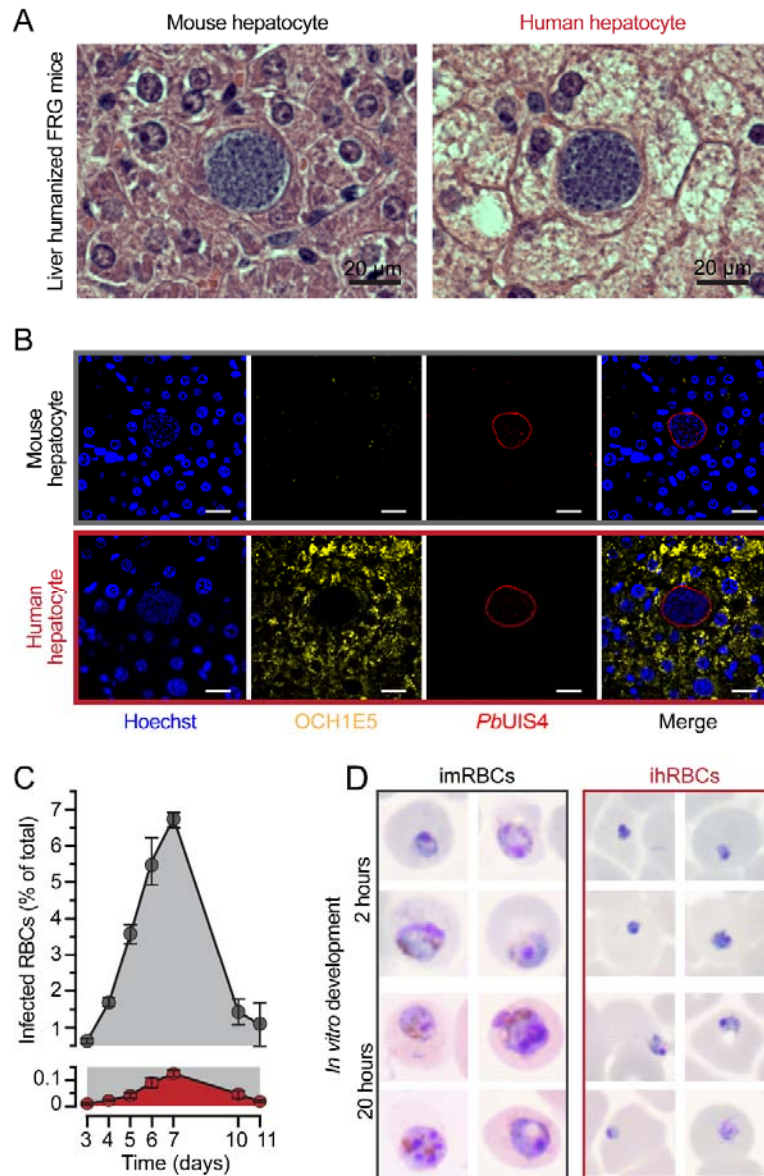 A
Mouse hepatocyte
Human hepatocyte
Liver humanized FRG mice
20 µm
20 µm
B
Mouse
hepatocyte
Human
hepatocyte
Hoechst
OCH1E5
PbUIS4
Merge
C
Infected RBCs (% of total)
7
6
5
4
3
2
1
0.1
0
3
4
5
6
7
10
11
Time (days)
D
imRBCs
ihRBCs
In vitro development
2 hours
20 hours